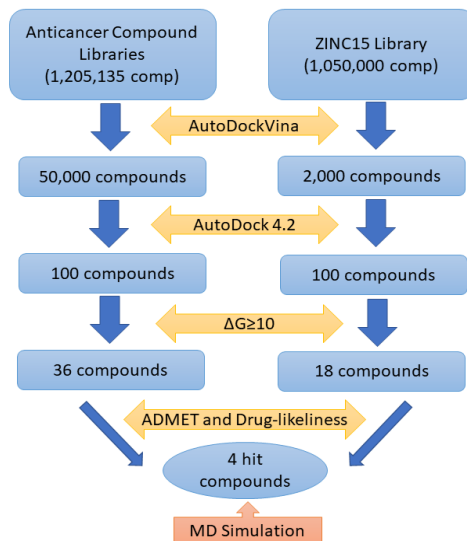 Anticancer Compound
Libraries
(1,205,135 comp)
ZINC15 Library
(1,050,000 comp)
AutoDockVina
50,000 compounds
2,000 compounds
AutoDock 4.2
100 compounds
100 compounds
ΔG≥10
36 compounds
18 compounds
ADMET and Drug-likeliness
4 hit
compounds
MD Simulation